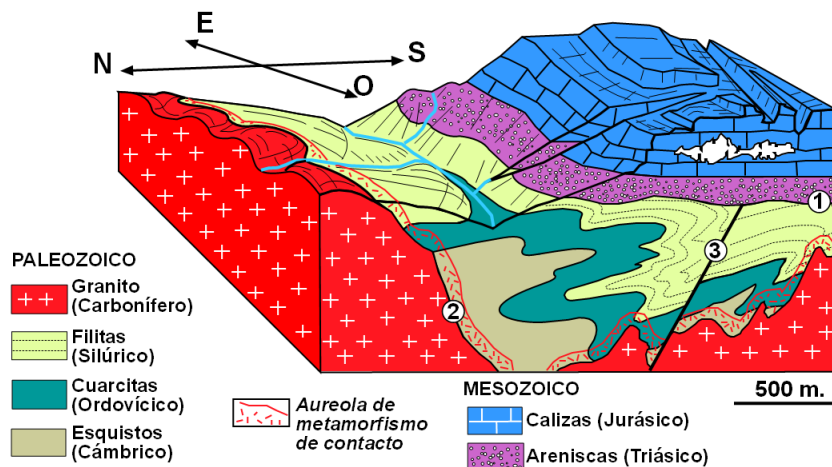 E
N
S
O
1
2
3
PALEOZOICO
Granito
(Carbonífero)
Filitas
(Silúrico)
Cuarcitas
(Ordovícico)
Esquistos
(Cámbrico)
Aureola de
metamorfismo
de contacto
MESOZOICO
Calizas (Jurásico)
Areniscas (Triásico)
500 m.